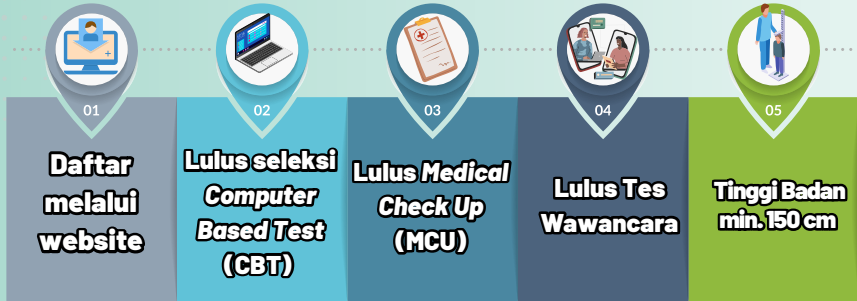 01
Daftar
melalui
website
02
Lulus seleksi
Computer
Based Test
(CBT)
03
Lulus Medical
Check Up
(MCU)
04
Lulus Tes
Wawancara
05
Tinggi Badan
min. 150 cm